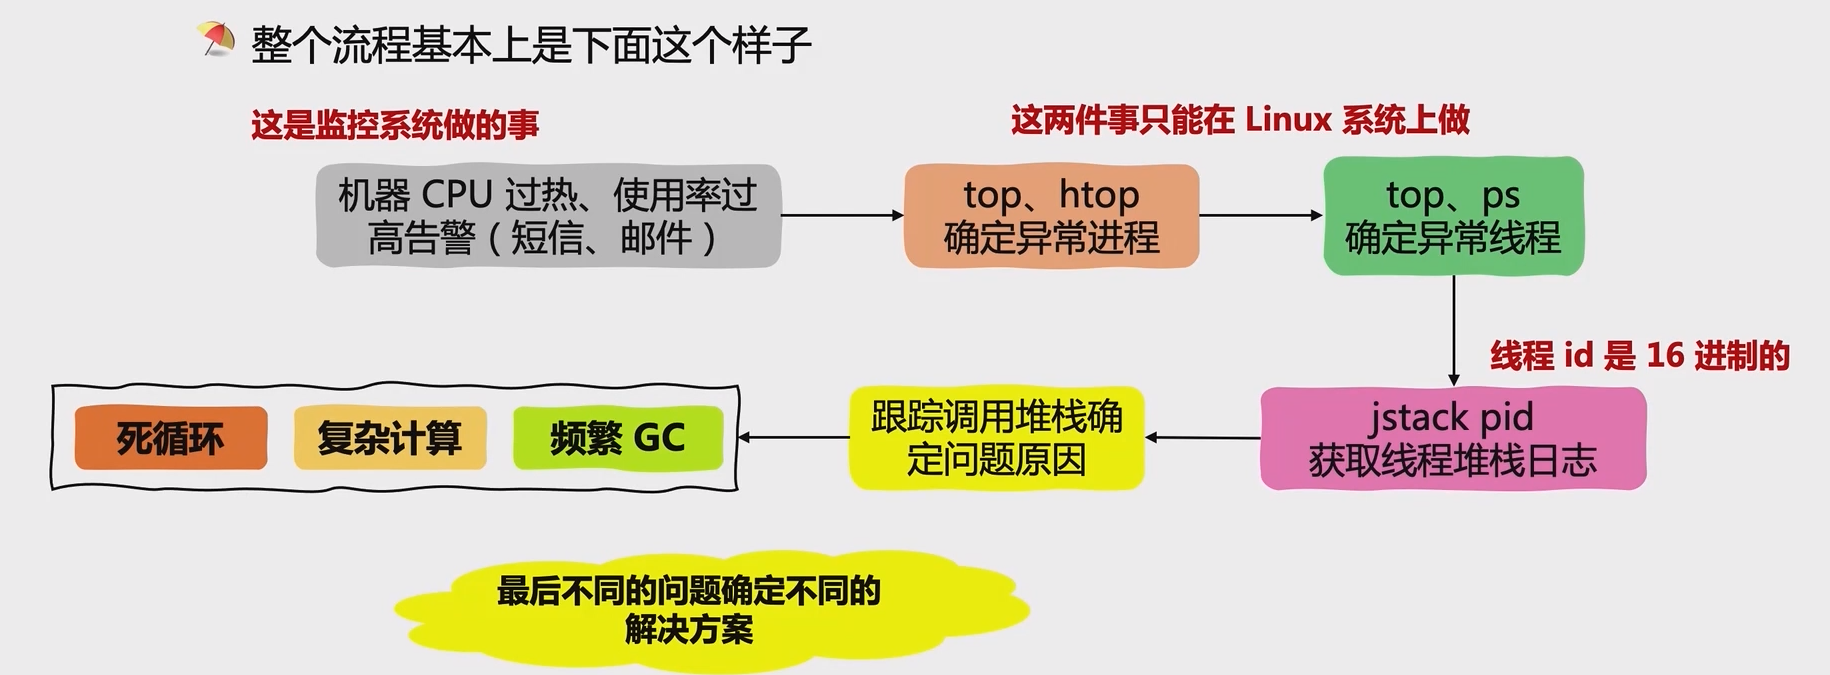 整个流程基本上是下面这个样子
这是监控系统做的事
这两件事只能在 Linux 系统上做
机器 CPU 过热、使用率过
高告警（短信、邮件）
top、htop
确定异常进程
top、ps
确定异常线程
线程 id 是 16 进制的
jstack pid
获取线程堆栈日志
跟踪调用堆栈确
定问题原因
死循环
复杂计算
频繁 GC
最后不同的问题确定不同的
解决方案